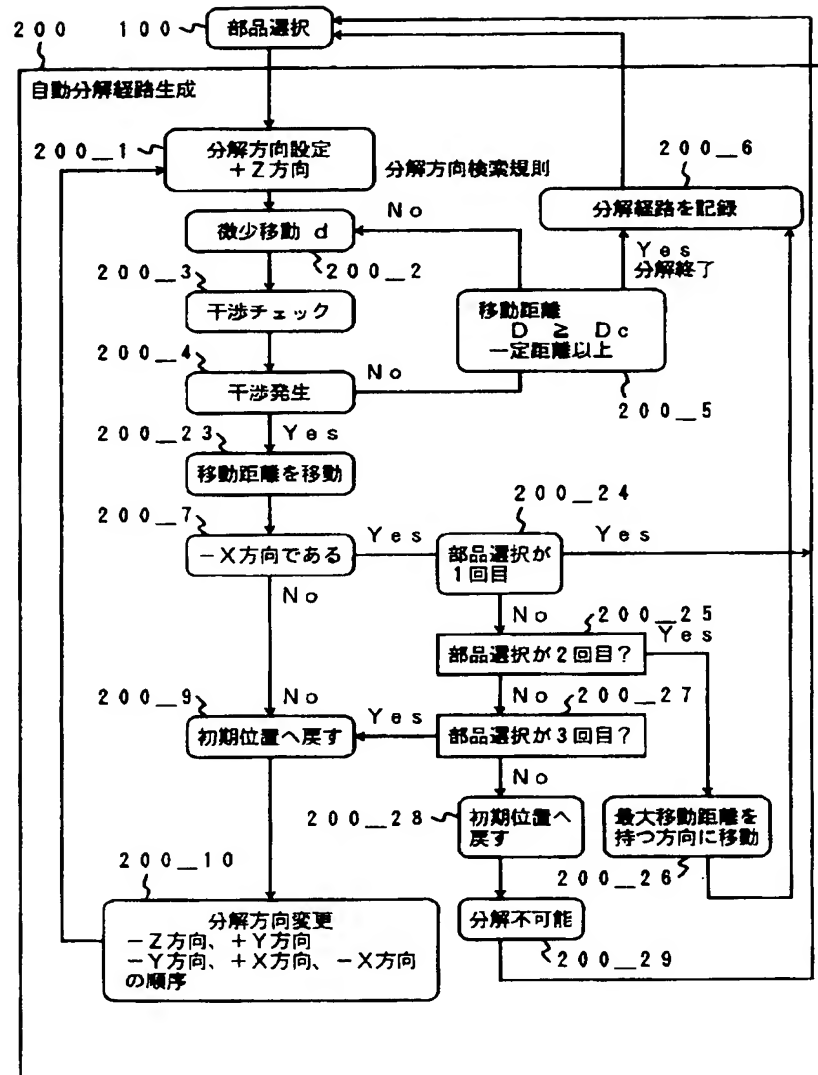 200
100
部品選択
自動分解経路生成
200_1
分解方向設定
+Z方向
分解方向検索規則
200_6
分解経路を記録
No
微少移動 d
200_2
Yes
分解終了
200_3
干渉チェック
移動距離
D ≧ Dc
一定距離以上
200_4
干渉発生
No
200_5
200_23
Yes
移動距離を移動
200_24
200_7
−X方向である
Yes
部品選択が
1回目
Yes
No
No
200_25
Yes
部品選択が2回目?
200_9
No
Yes
No
200_27
初期位置へ戻す
部品選択が3回目?
No
200_28
初期位置へ
戻す
最大移動距離を
持つ方向に移動
200_10
200_26
分解方向変更
−Z方向、+Y方向
−Y方向、+X方向、−X方向
の順序
分解不可能
200_29